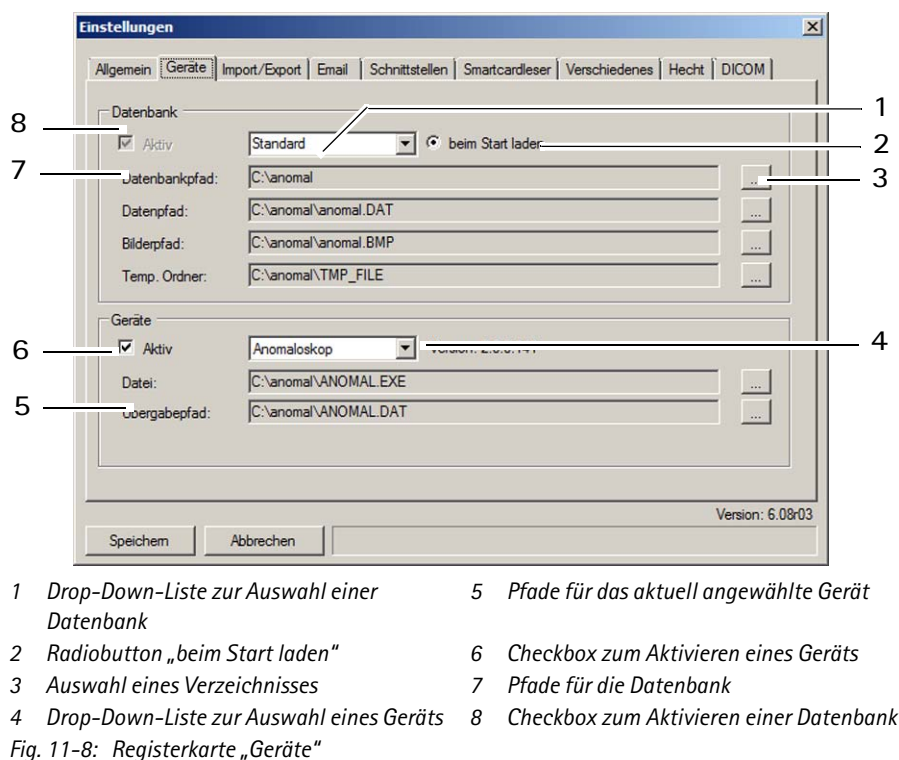 Einstellungen
Allgemein Geräte Import/Export Email Schnittstellen Smartcardleser Verschiedenes Hecht DICOM
Datenbank
1
8
Aktiv Standard beim Start laden
2
7
Datenbankpfad: C:\anomal ...
3
Datenpfad: C:\anomal\anomal.DAT ...
Bilderpfad: C:\anomal\anomal.BMP ...
Temp. Ordner: C:\anomal\TMP_FILE ...
Geräte
6
Aktiv Anomaloskop
4
Datei: C:\anomal\ANOMAL.EXE ...
5
Übergabepfad: C:\anomal\ANOMAL.DAT ...
Version: 6.08r03
Speichern Abbrechen
1 Drop-Down-Liste zur Auswahl einer Datenbank
2 Radiobutton „beim Start laden“
3 Auswahl eines Verzeichnisses
4 Drop-Down-Liste zur Auswahl eines Geräts
5 Pfade für das aktuell angewählte Gerät
6 Checkbox zum Aktivieren eines Geräts
7 Pfade für die Datenbank
8 Checkbox zum Aktivieren einer Datenbank
Fig. 11-8: Registerkarte „Geräte“